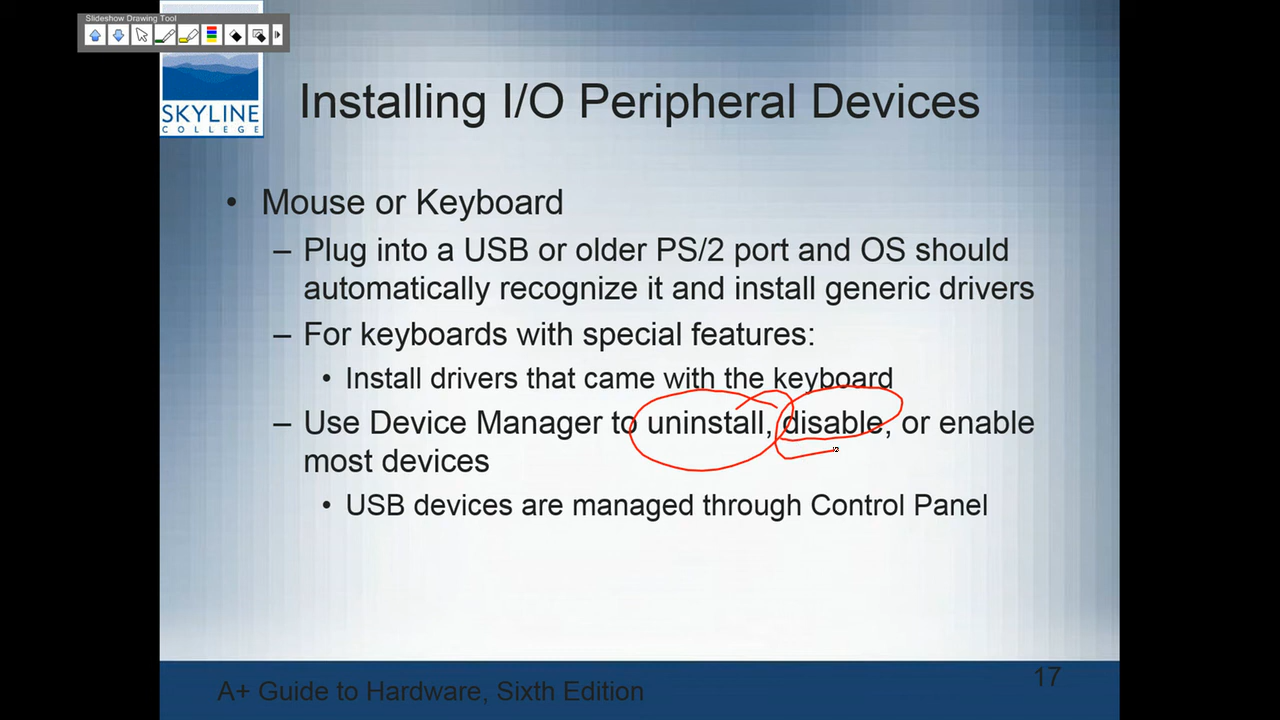 Slideshow Drawing Tool
SKYLINE
COLLEGE
Installing I/O Peripheral Devices
• Mouse or Keyboard
– Plug into a USB or older PS/2 port and OS should
automatically recognize it and install generic drivers
– For keyboards with special features:
• Install drivers that came with the keyboard
– Use Device Manager to uninstall, disable, or enable
most devices
• USB devices are managed through Control Panel
A+ Guide to Hardware, Sixth Edition
17